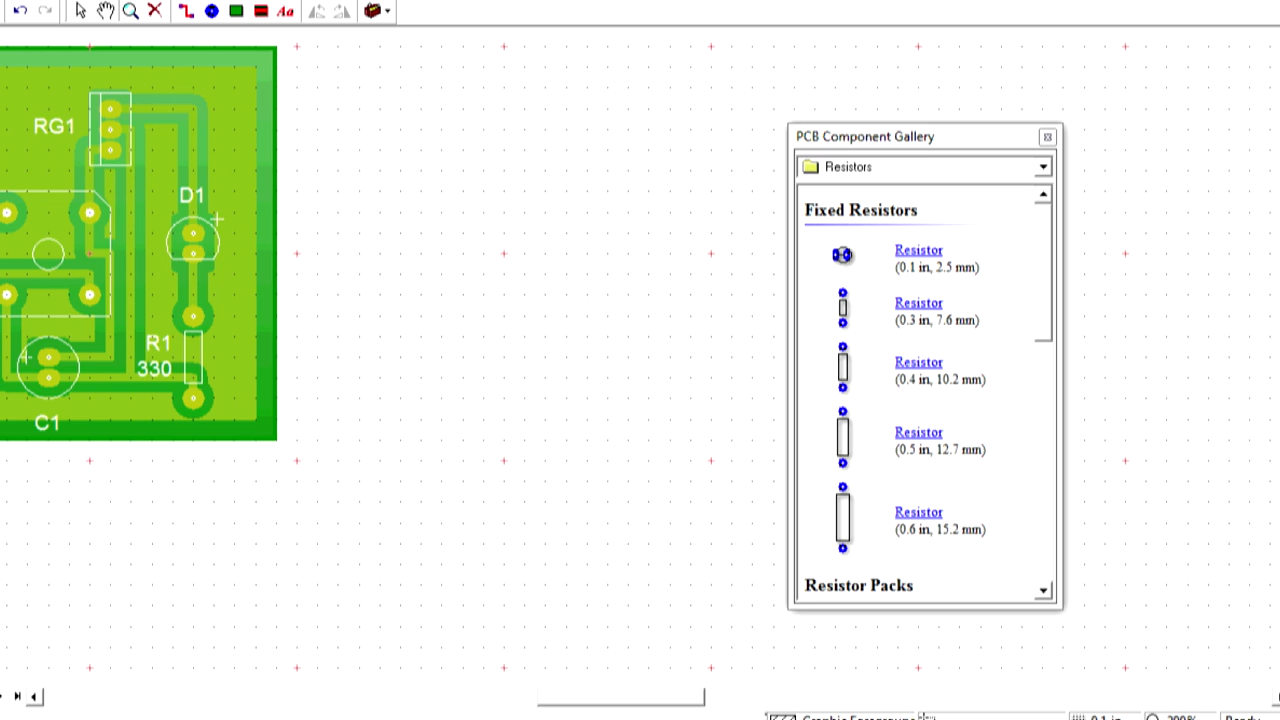 Aa
RG1
D1
R1
330
C1
PCB Component Gallery
Resistors
Fixed Resistors
Resistor
(0.1 in, 2.5 mm)
Resistor
(0.3 in, 7.6 mm)
Resistor
(0.4 in, 10.2 mm)
Resistor
(0.5 in, 12.7 mm)
Resistor
(0.6 in, 15.2 mm)
Resistor Packs